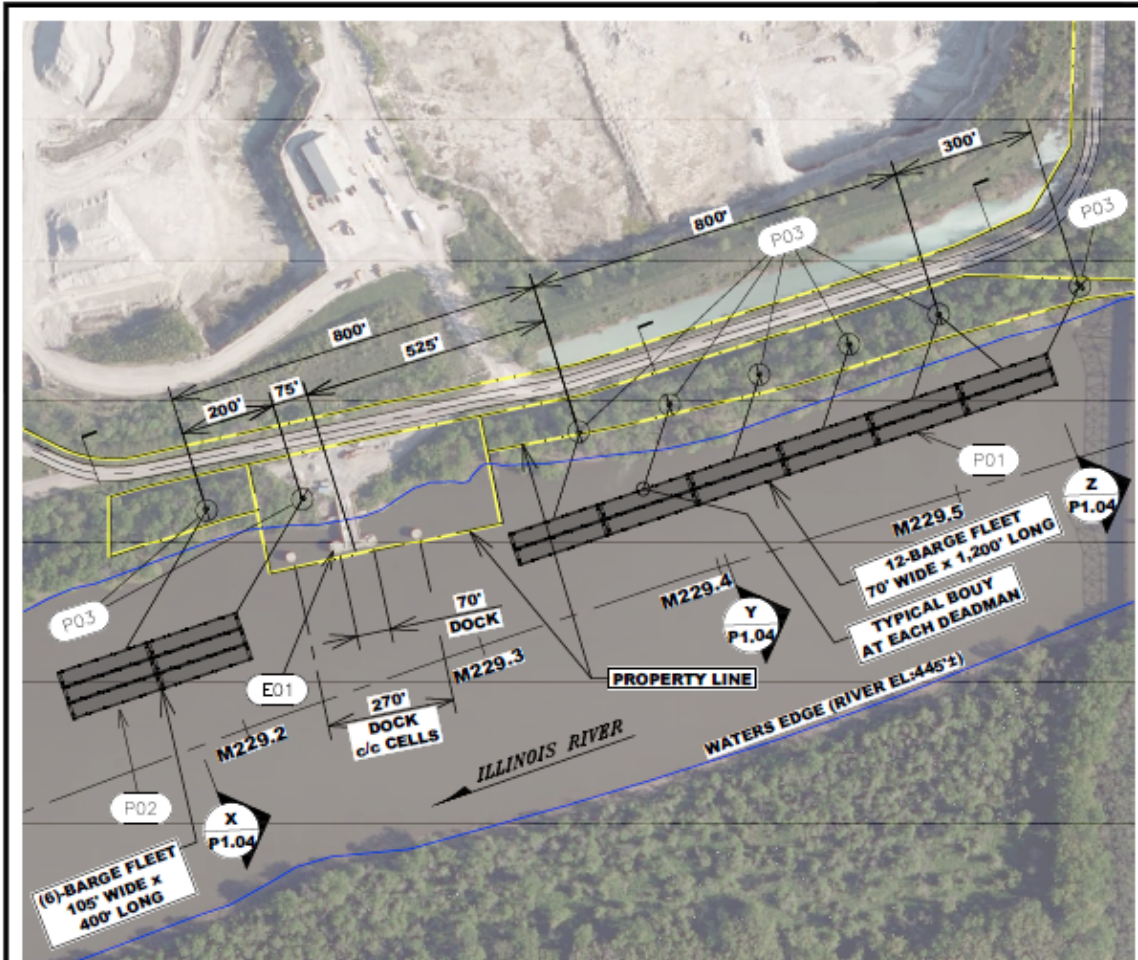 300'
P03
800'
P03
800'
525'
75'
200'
P01
Z
P1.04
M229.5
12-BARGE FLEET
70' WIDE x 1,200' LONG
TYPICAL BOUY
AT EACH DEADMAN
M229.4
Y
P1.04
P03
70'
DOCK
M229.3
E01
PROPERTY LINE
270'
DOCK
c/c CELLS
M229.2
WATERS EDGE (RIVER EL:445'±)
ILLINOIS RIVER
P02
X
P1.04
(6)-BARGE FLEET
105' WIDE x
400' LONG